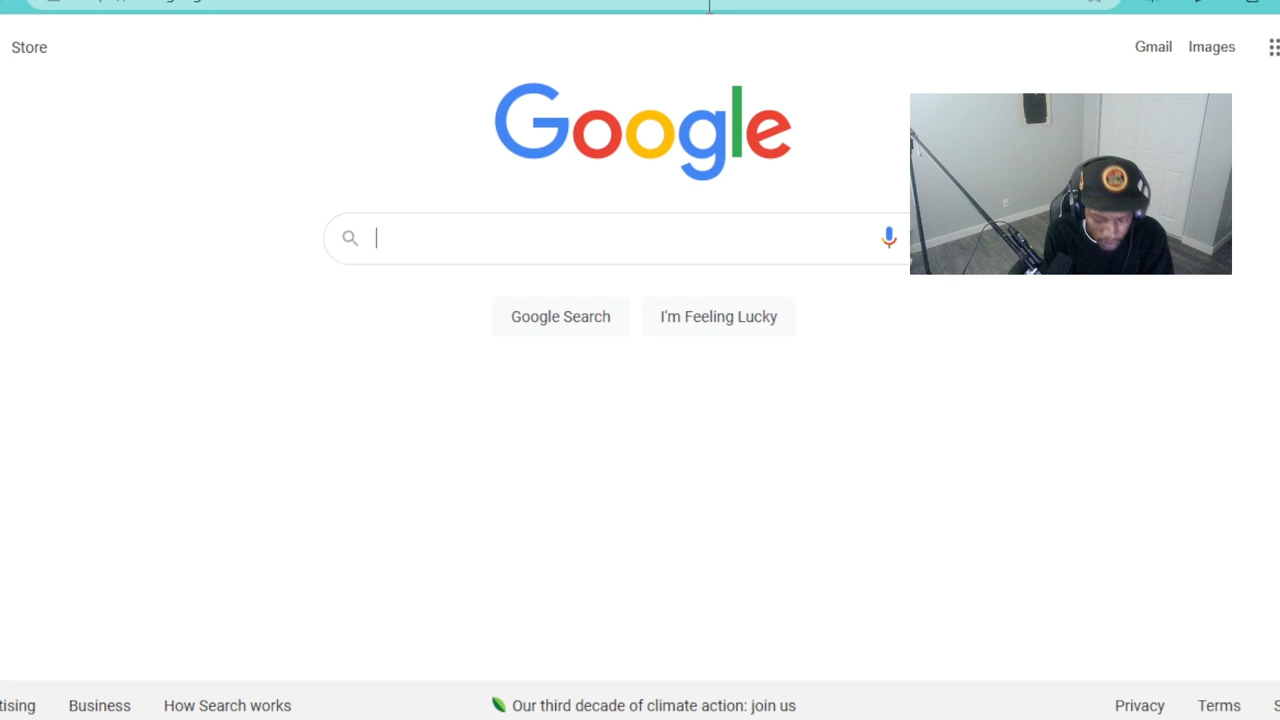 Store
Gmail Images
Google
Google Search I'm Feeling Lucky
Business How Search works Our third decade of climate action: join us Privacy Terms